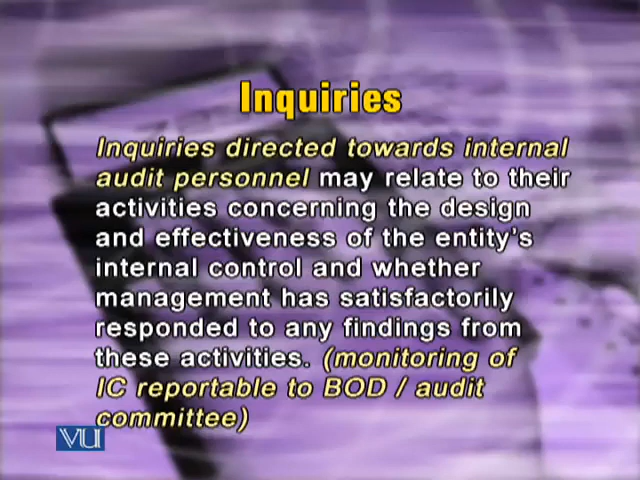 Inquiries
Inquiries directed towards internal
audit personnel may relate to their
activities concerning the design
and effectiveness of the entity's
internal control and whether
management has satisfactorily
responded to any findings from
these activities. (monitoring of
IC reportable to BOD / audit
committee)
VU